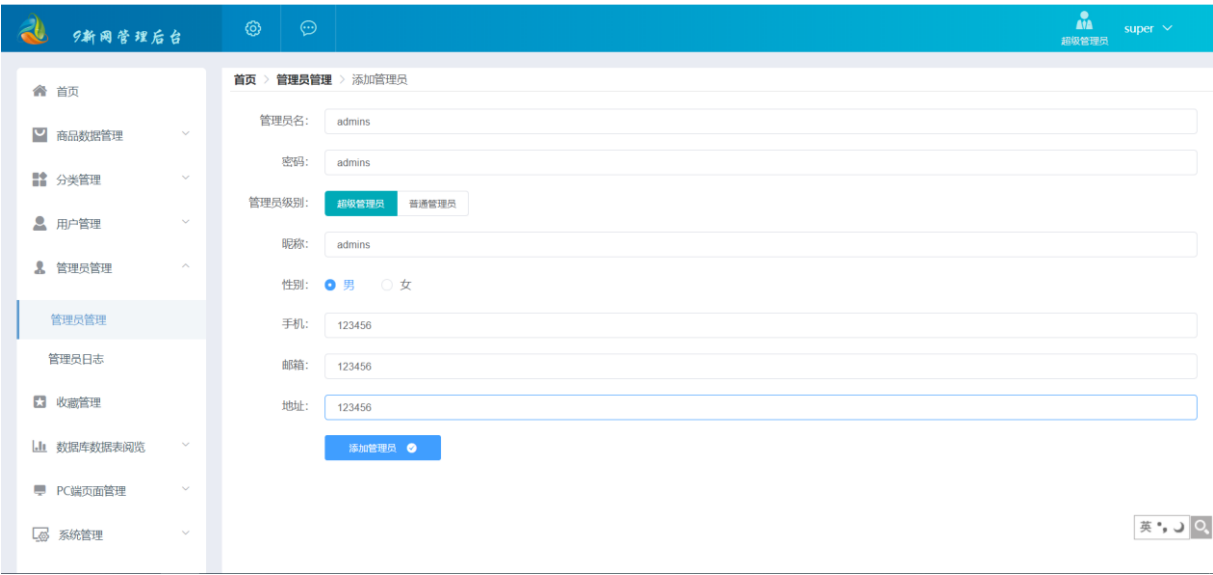 9新网管理后台
超级管理员
super
首页
商品数据管理
分类管理
用户管理
管理员管理
管理员管理
管理员日志
收藏管理
数据库数据表阅览
PC端页面管理
系统管理
首页 > 管理员管理 > 添加管理员
管理员名: admins
密码: admins
管理员级别: 超级管理员 普通管理员
昵称: admins
性别: 男 女
手机: 123456
邮箱: 123456
地址: 123456
添加管理员
英